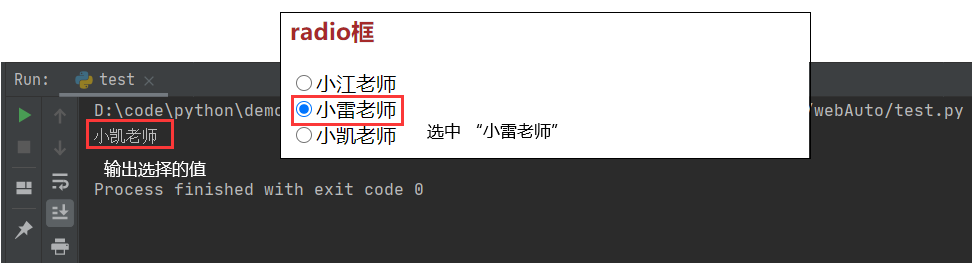 radio框
小江老师
小雷老师
小凯老师
选中 “小雷老师”
Run: test
D:\code\python\demo
/webAuto/test.py
小凯老师
输出选择的值
Process finished with exit code 0